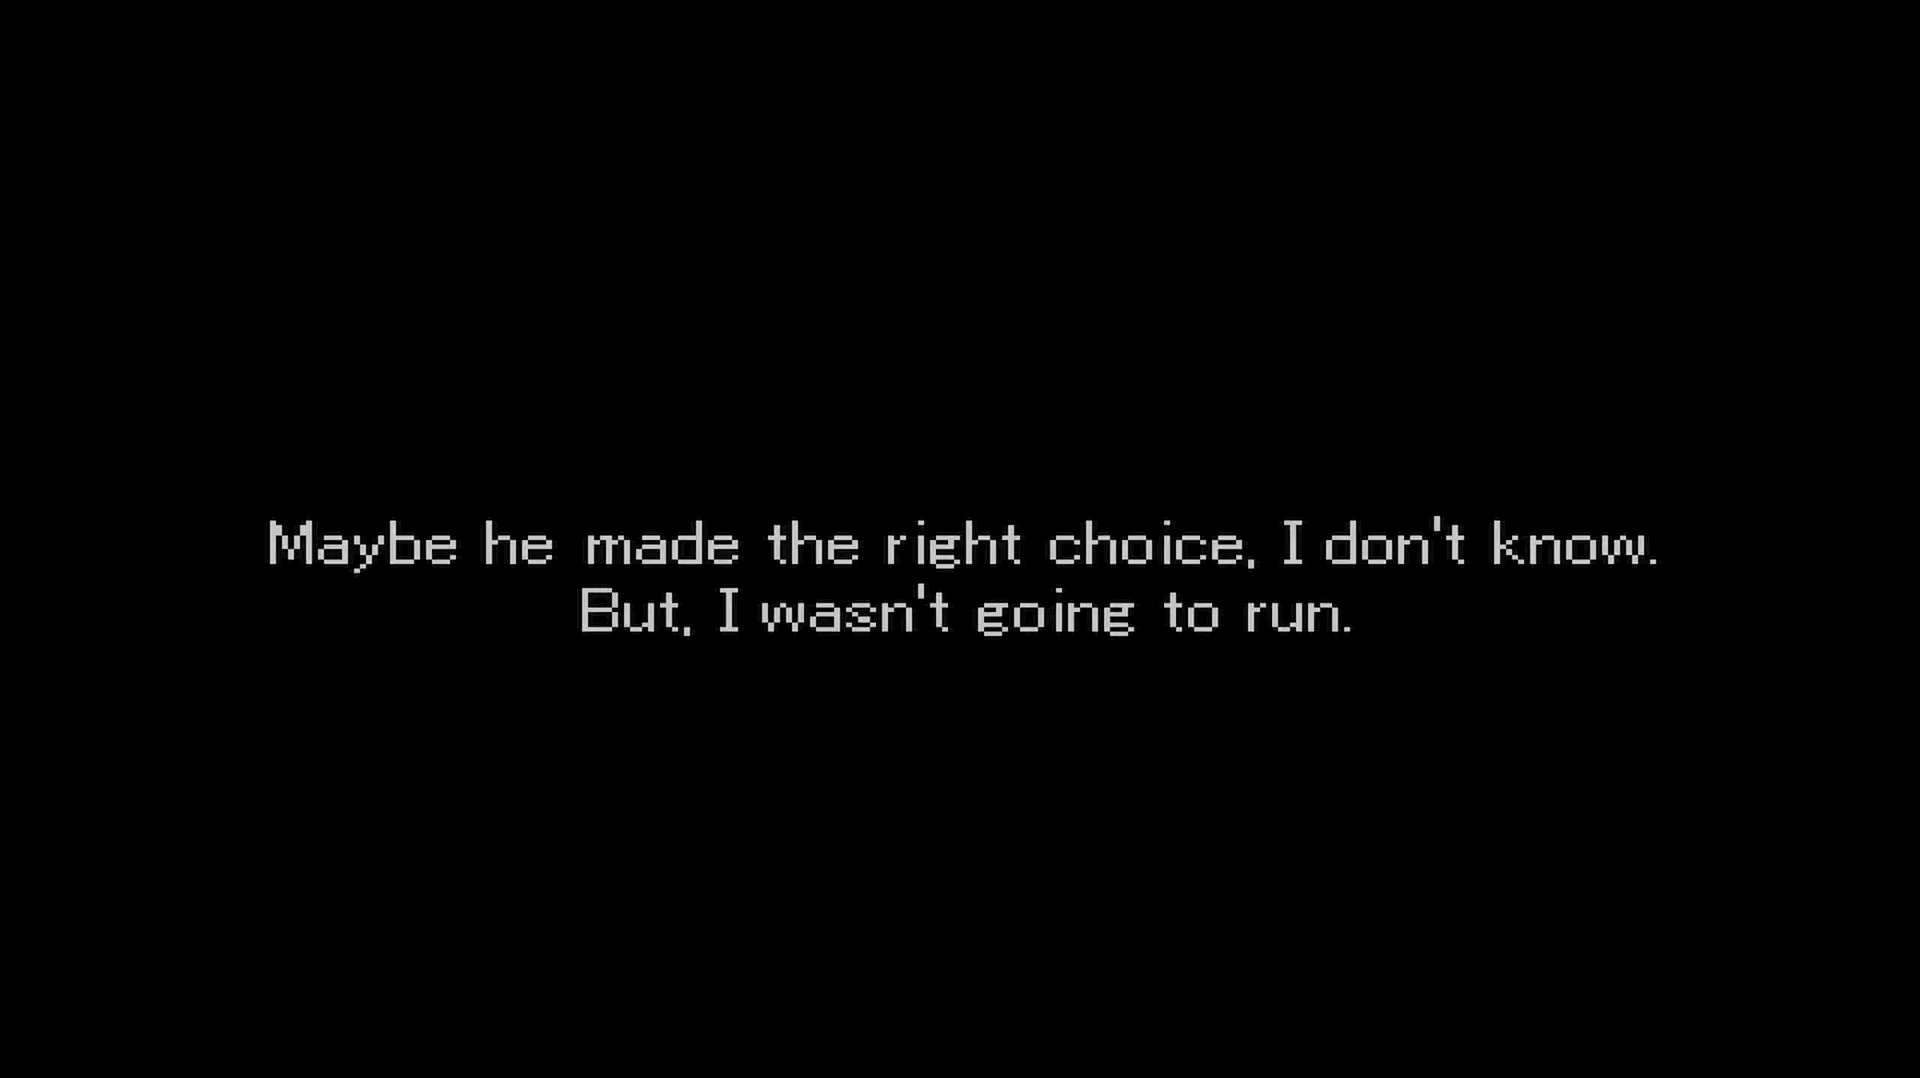 Maybe he made the right choice, I don't know.
But, I wasn't going to run.